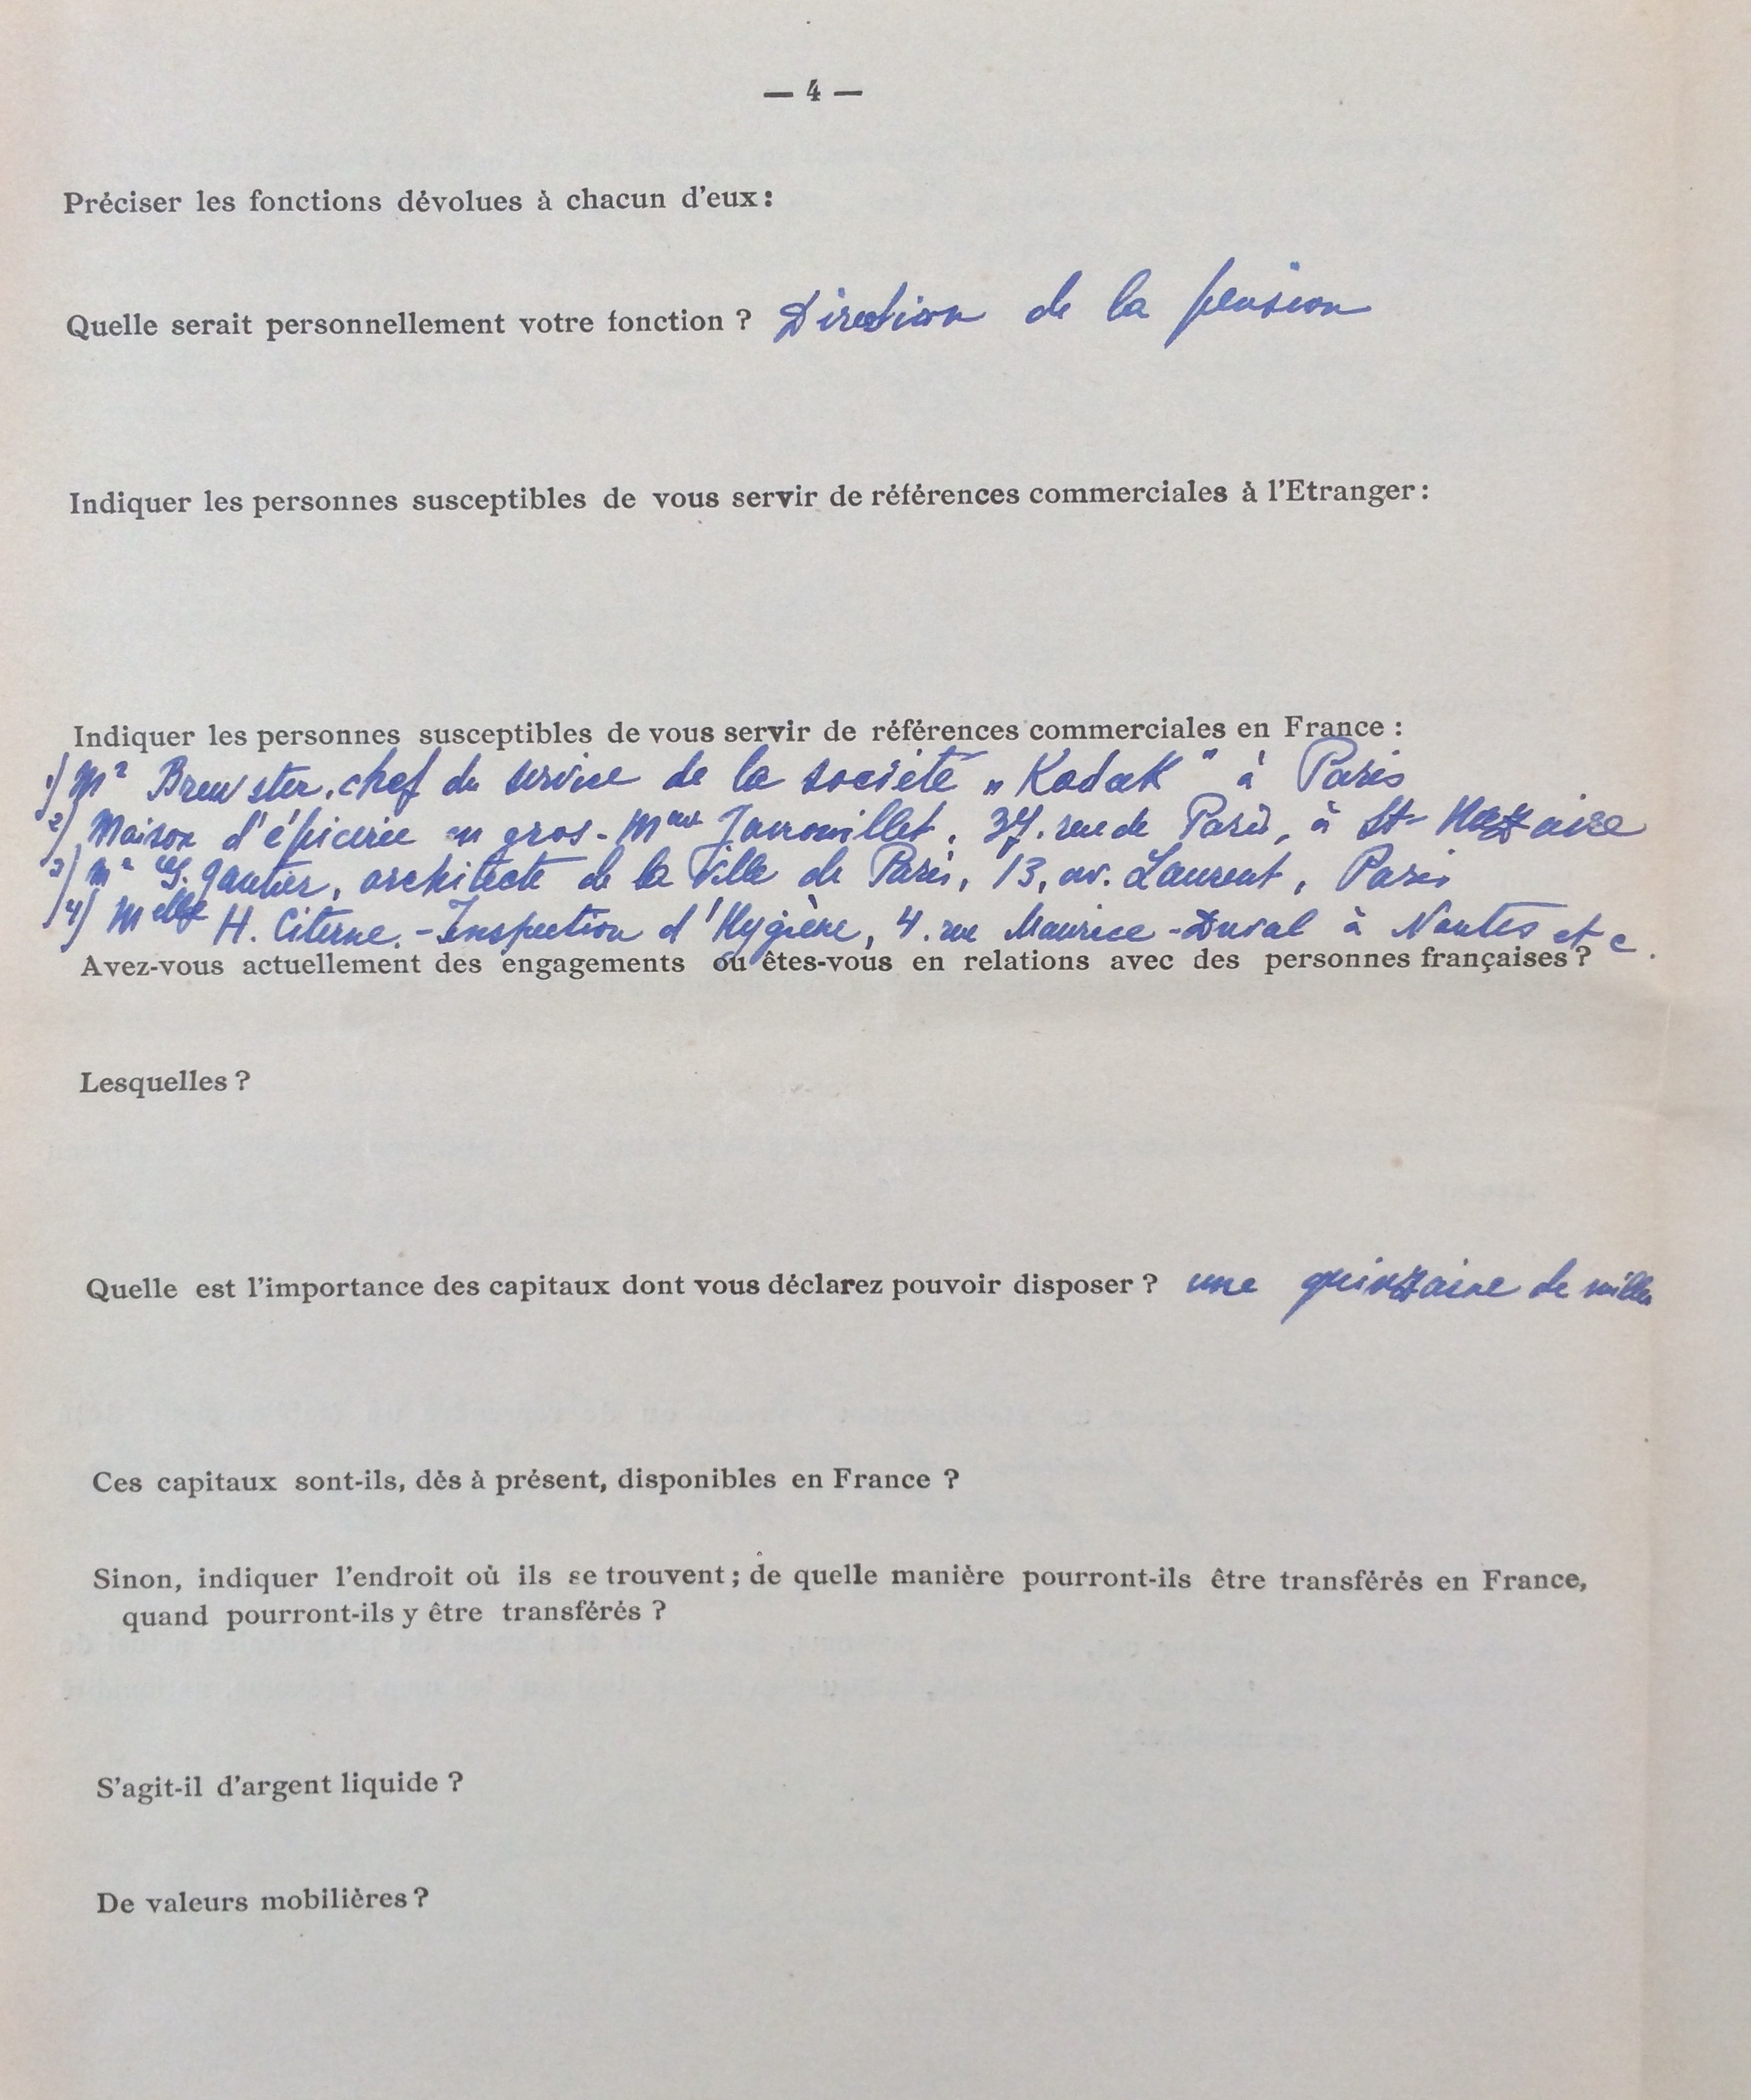 — 4 —
Préciser les fonctions dévolues à chacun d'eux:
Quelle serait personnellement votre fonction ? Direction de la pension
Indiquer les personnes susceptibles de vous servir de références commerciales à l'Etranger:
Indiquer les personnes susceptibles de vous servir de références commerciales en France :
1) Mr Brewster, chef du service de la société „Kodak" à Paris
2) Maison d'épicerie en gros - 37. rue de Paris, à St-Nazaire
3) Mr G. Gautier, architecte de la Ville de Paris, 13, av. Laurent, Paris
4) Melle H. Citerne. - Inspection d'Hygiène, 4. rue Maurice-Duval à Nantes etc.
Avez-vous actuellement des engagements ou êtes-vous en relations avec des personnes françaises ?
Lesquelles ?
Quelle est l'importance des capitaux dont vous déclarez pouvoir disposer ? une quinzaine de milles
Ces capitaux sont-ils, dès à présent, disponibles en France ?
Sinon, indiquer l'endroit où ils se trouvent ; de quelle manière pourront-ils être transférés en France,
quand pourront-ils y être transférés ?
S'agit-il d'argent liquide ?
De valeurs mobilières ?